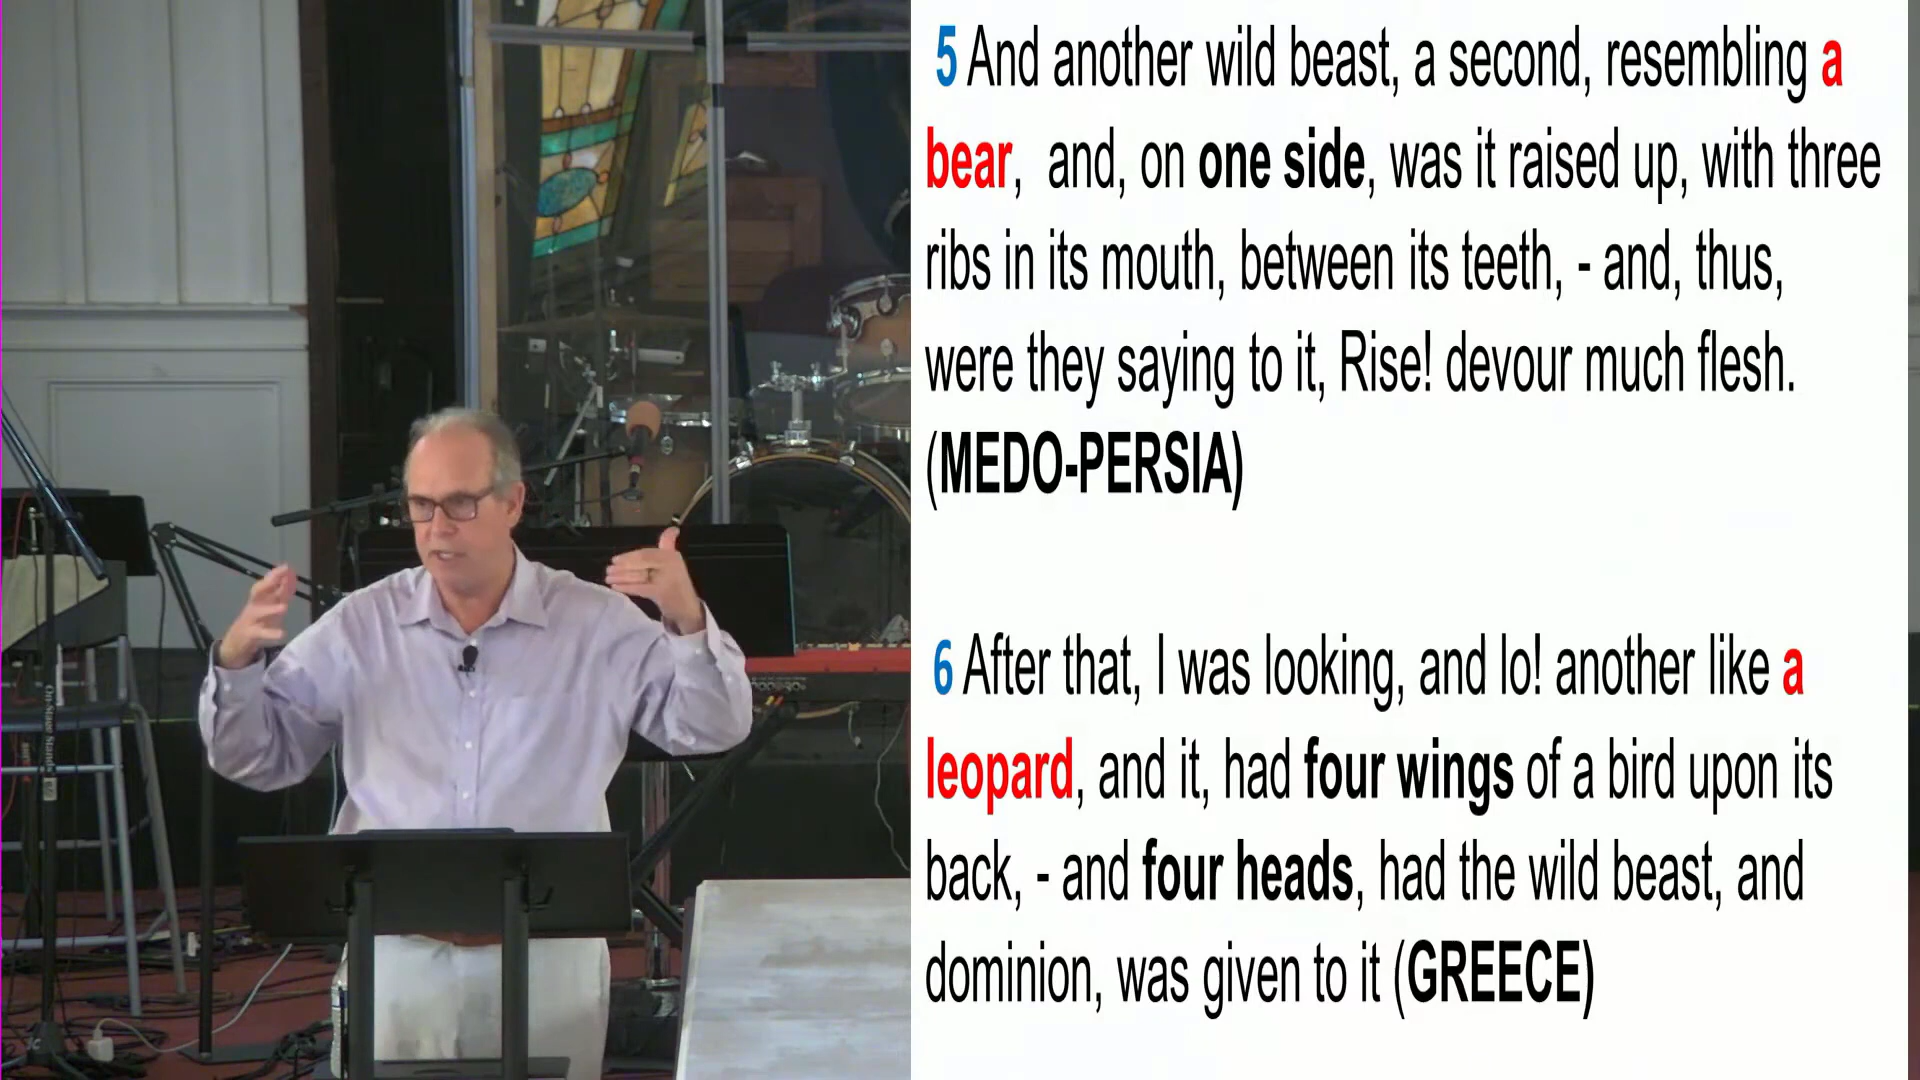 5 And another wild beast, a second, resembling a
bear, and, on one side, was it raised up, with three
ribs in its mouth, between its teeth, - and, thus,
were they saying to it, Rise! devour much flesh.
(MEDO-PERSIA)
6 After that, I was looking, and lo! another like a
leopard, and it, had four wings of a bird upon its
back, - and four heads, had the wild beast, and
dominion, was given to it (GREECE)
On-Stage Stands